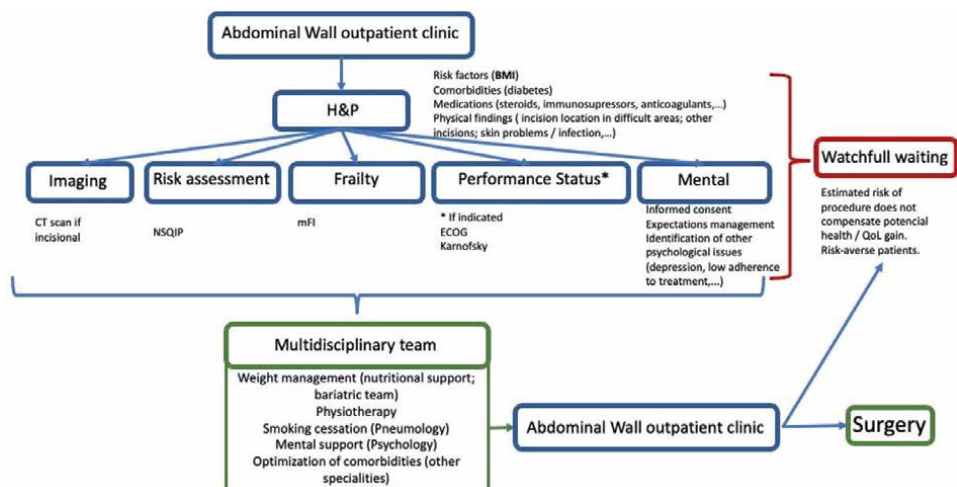 Abdominal Wall outpatient clinic
H&P
Risk factors (BMI)
Comorbidities (diabetes)
Medications (steroids, immunosupressors, anticoagulants,...)
Physical findings ( incision location in difficult areas; other
incisions; skin problems / infection,...)
Imaging
CT scan if
incisional
Risk assessment
NSQIP
Frailty
mFI
Performance Status*
* If indicated
ECOG
Karnofsky
Mental
Informed consent
Expectations management
Identification of other
psychological issues
(depression, low adherence
to treatment,...)
Watchfull waiting
Estimated risk of
procedure does not
compensate potencial
health / QoL gain.
Risk-averse patients.
Multidisciplinary team
Weight management (nutritional support;
bariatric team)
Physiotherapy
Smoking cessation (Pneumology)
Mental support (Psychology)
Optimization of comorbidities (other
specialities)
Abdominal Wall outpatient clinic
Surgery